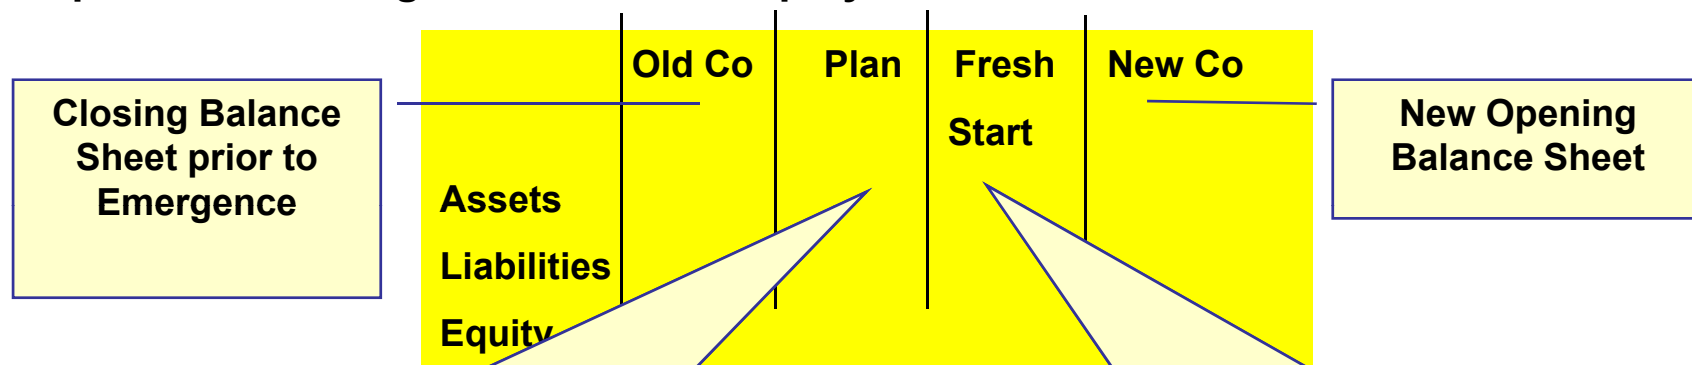 Old Co Plan Fresh New Co
Start
Closing Balance
Sheet prior to
Emergence
New Opening
Balance Sheet
Assets
Liabilities
Equity